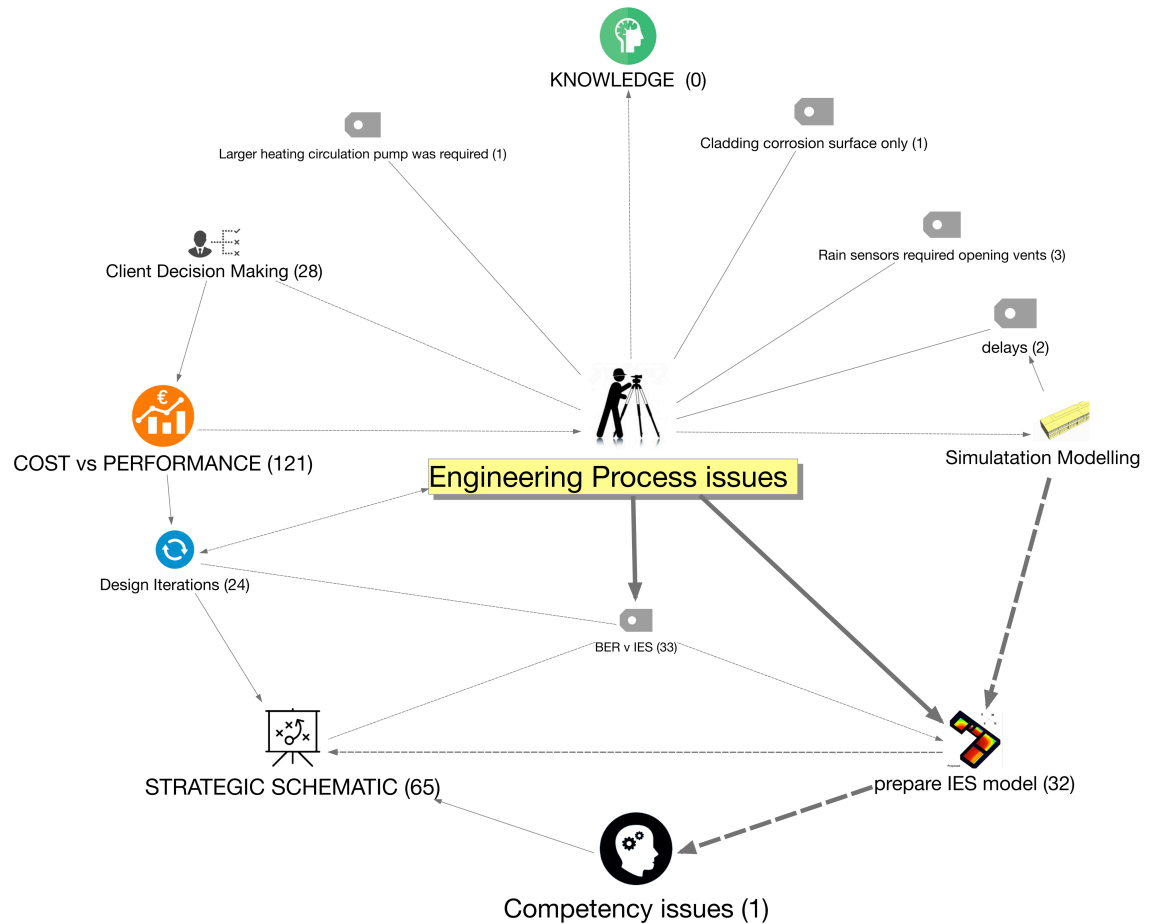 KNOWLEDGE (0)
Larger heating circulation pump was required (1)
Cladding corrosion surface only (1)
Rain sensors required opening vents (3)
Client Decision Making (28)
delays (2)
€
COST vs PERFORMANCE (121)
Simulatation Modelling
Engineering Process issues
Design Iterations (24)
BER v IES (33)
STRATEGIC SCHEMATIC (65)
prepare IES model (32)
Competency issues (1)